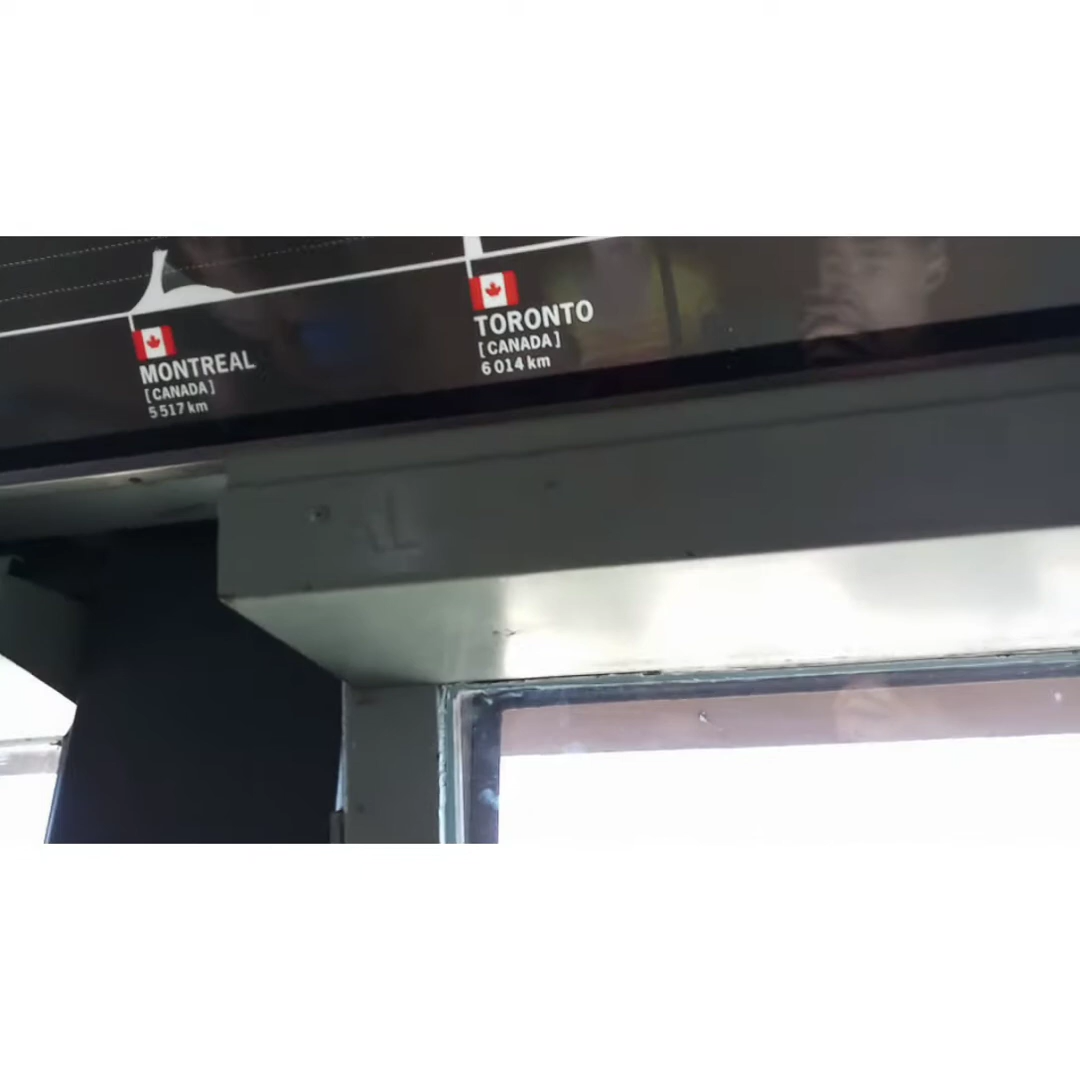 MONTREAL
[CANADA]
5 517 km
TORONTO
[CANADA]
6 014 km